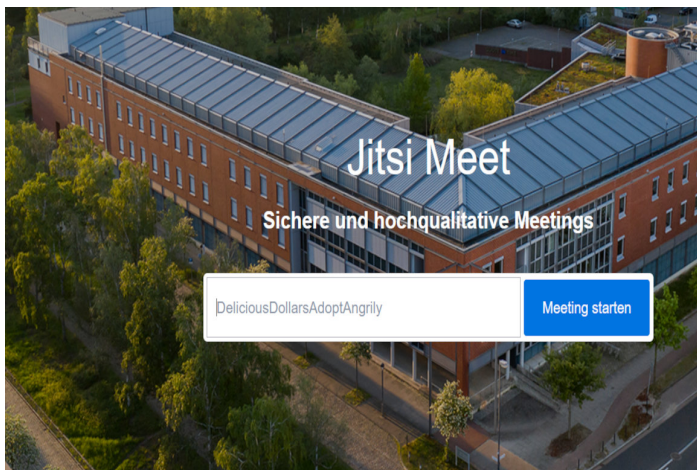 Jitsi Meet
Sichere und hochqualitative Meetings
DeliciousDollarsAdoptAngrily
Meeting starten